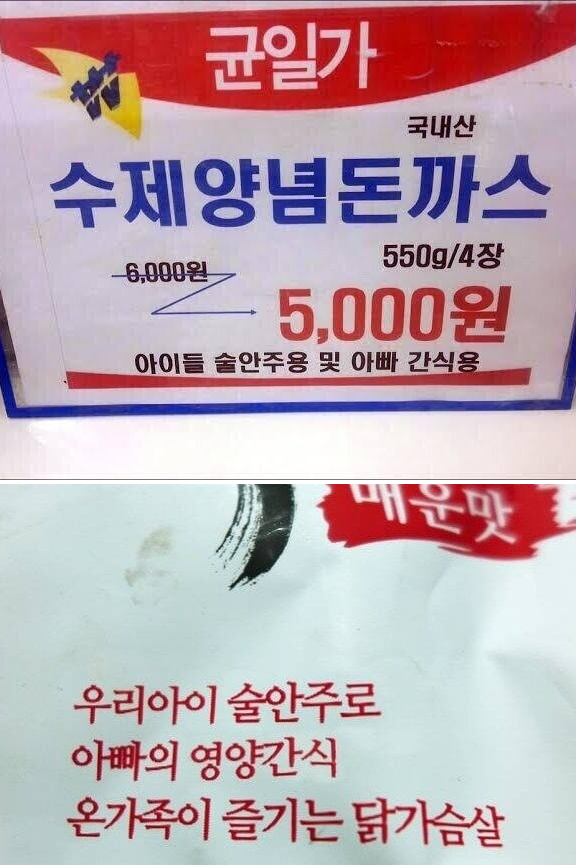 균일가
국내산
수제양념돈까스
550g/4장
6,000원
5,000원
아이들 술안주용 및 아빠 간식용
매운맛
우리아이 술안주로
아빠의 영양간식
온가족이 즐기는 닭가슴살